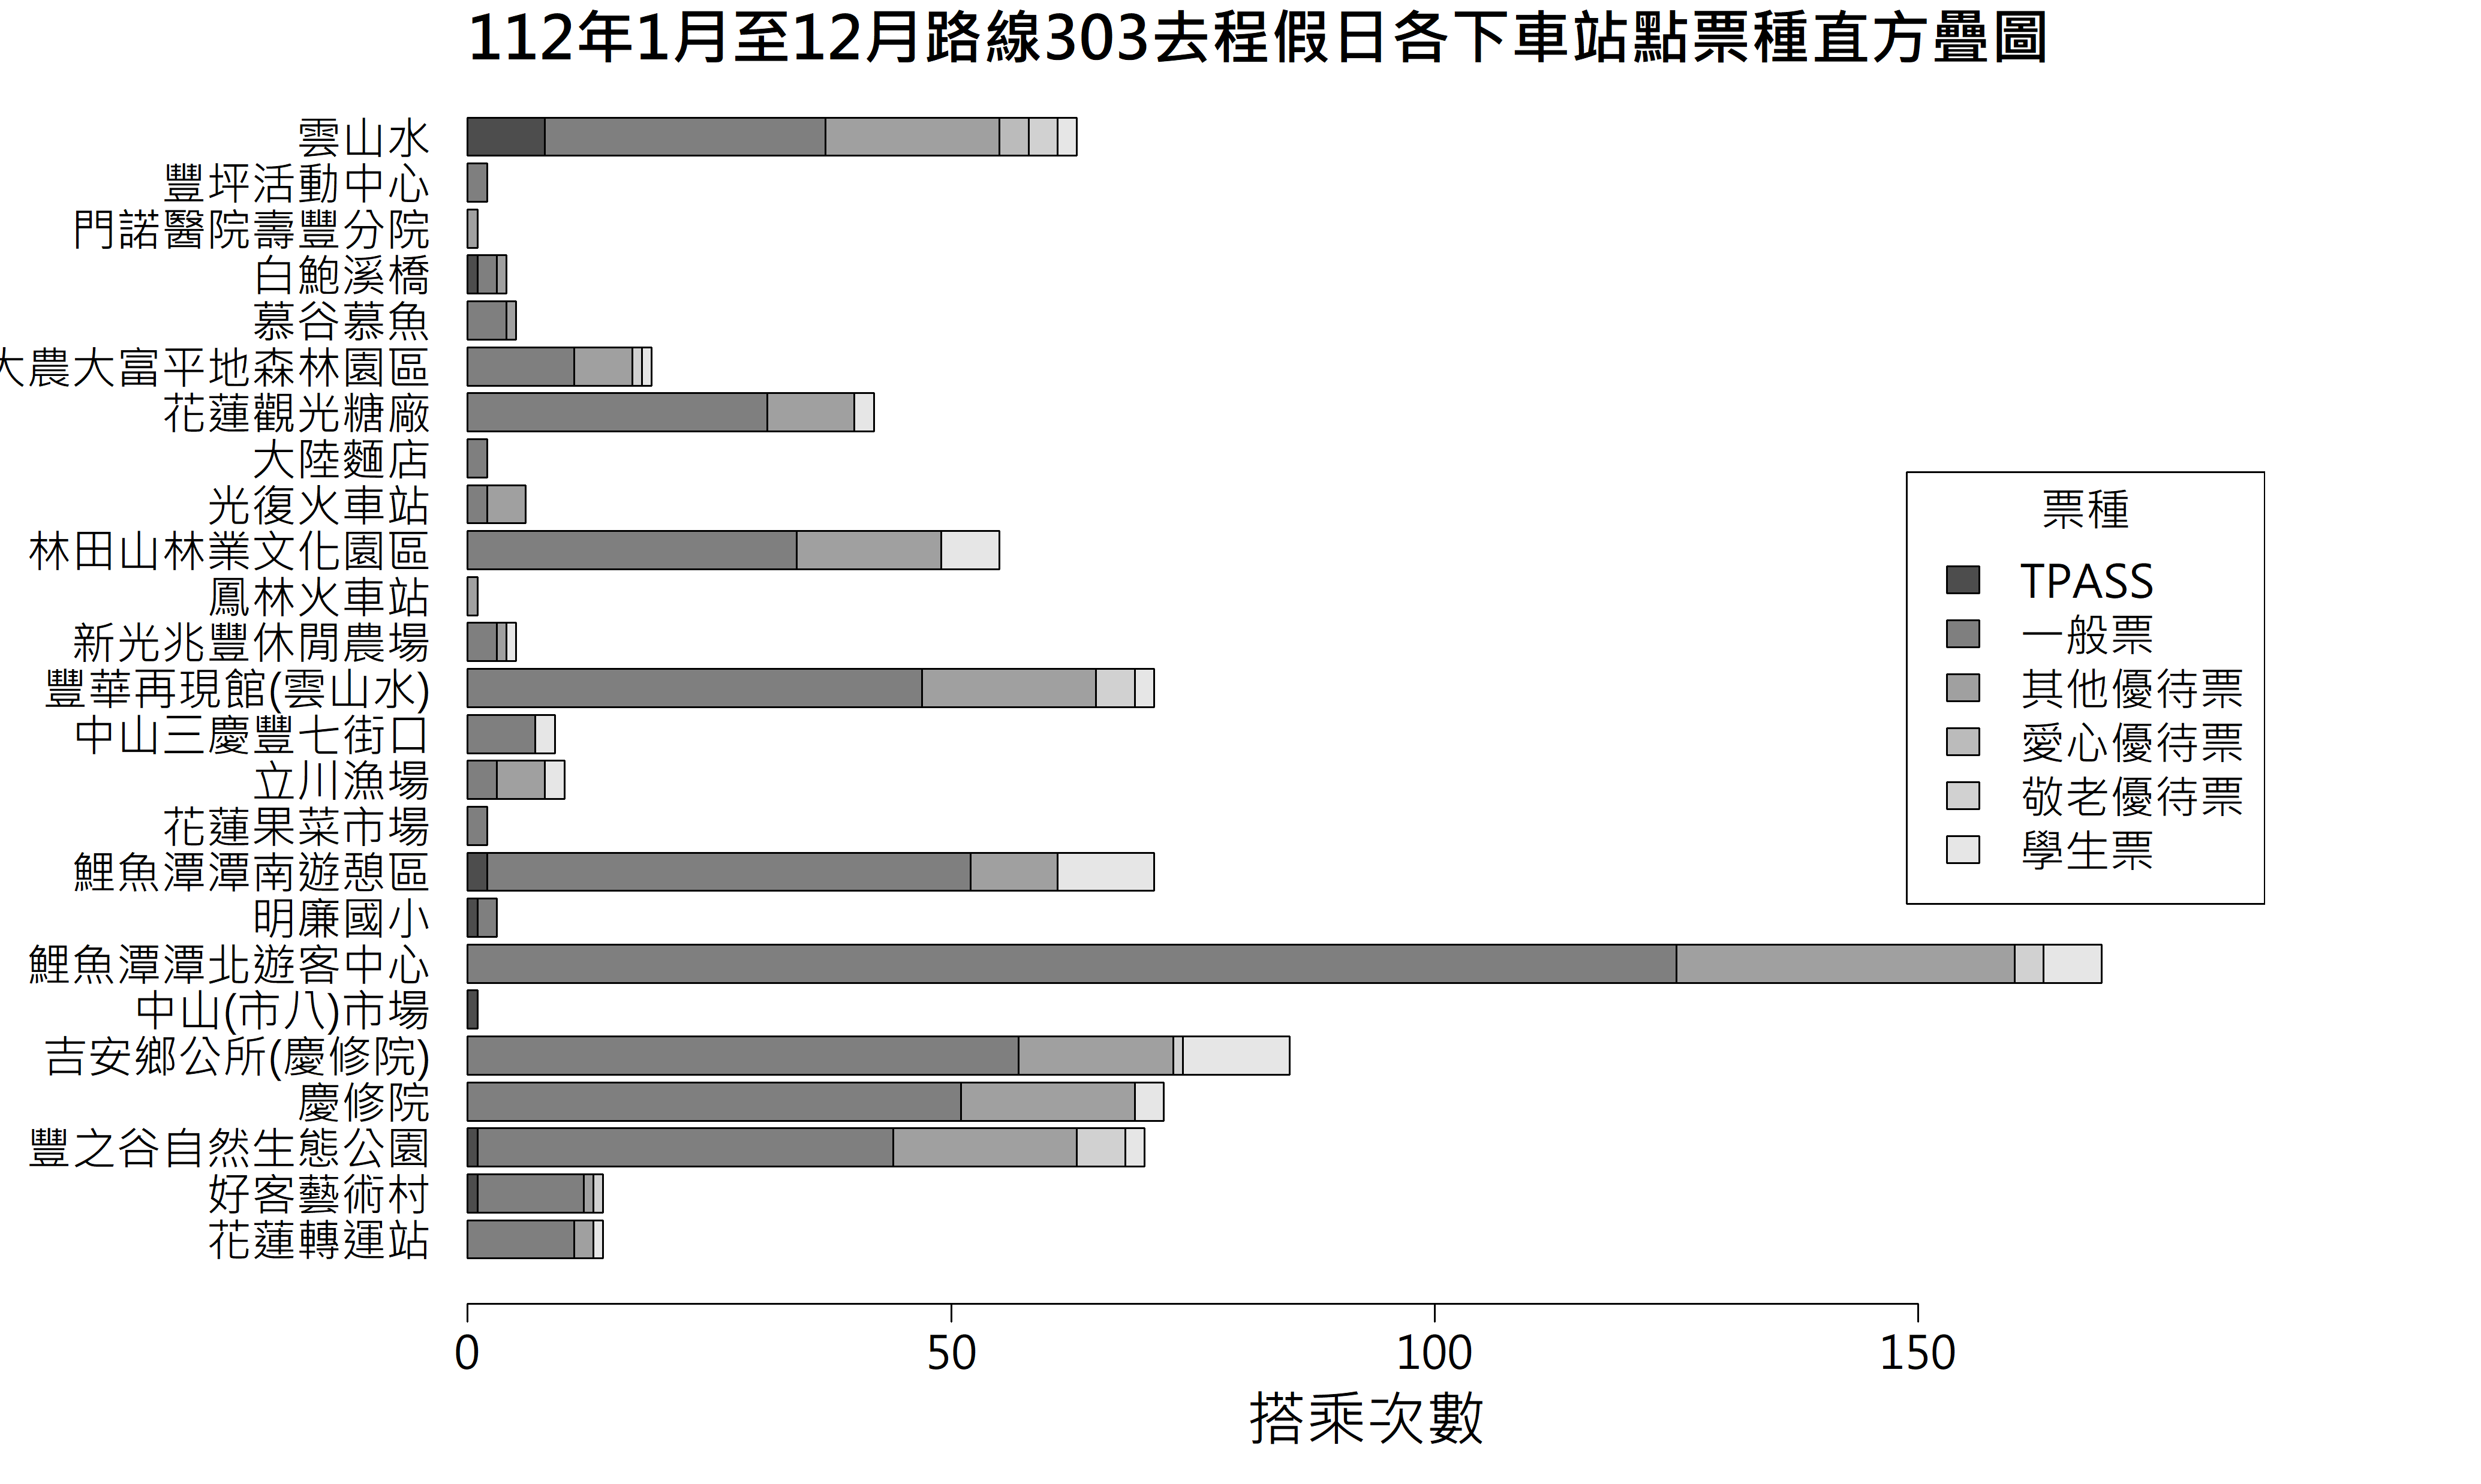 112年1月至12月路線303去程假日各下車站點票種直方疊圖
雲山水
豐坪活動中心
門諾醫院壽豐分院
白鮑溪橋
慕谷慕魚
大農大富平地森林園區
花蓮觀光糖廠
大陸麵店
光復火車站
林田山林業文化園區
鳳林火車站
新光兆豐休閒農場
豐華再現館(雲山水)
中山三慶豐七街口
立川漁場
花蓮果菜市場
鯉魚潭潭南遊憩區
明廉國小
鯉魚潭潭北遊客中心
中山(市八)市場
吉安鄉公所(慶修院)
慶修院
豐之谷自然生態公園
好客藝術村
花蓮轉運站
票種
TPASS
一般票
其他優待票
愛心優待票
敬老優待票
學生票
0 50 100 150
搭乘次數